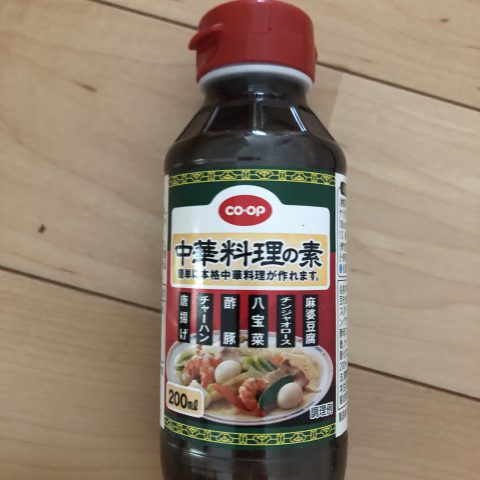 CO・OP
中華料理の素
簡単に本格中華料理が作れます。
麻婆豆腐
チンジャオロース
八宝菜
酢豚
チャーハン
唐揚げ
200ml
調理例